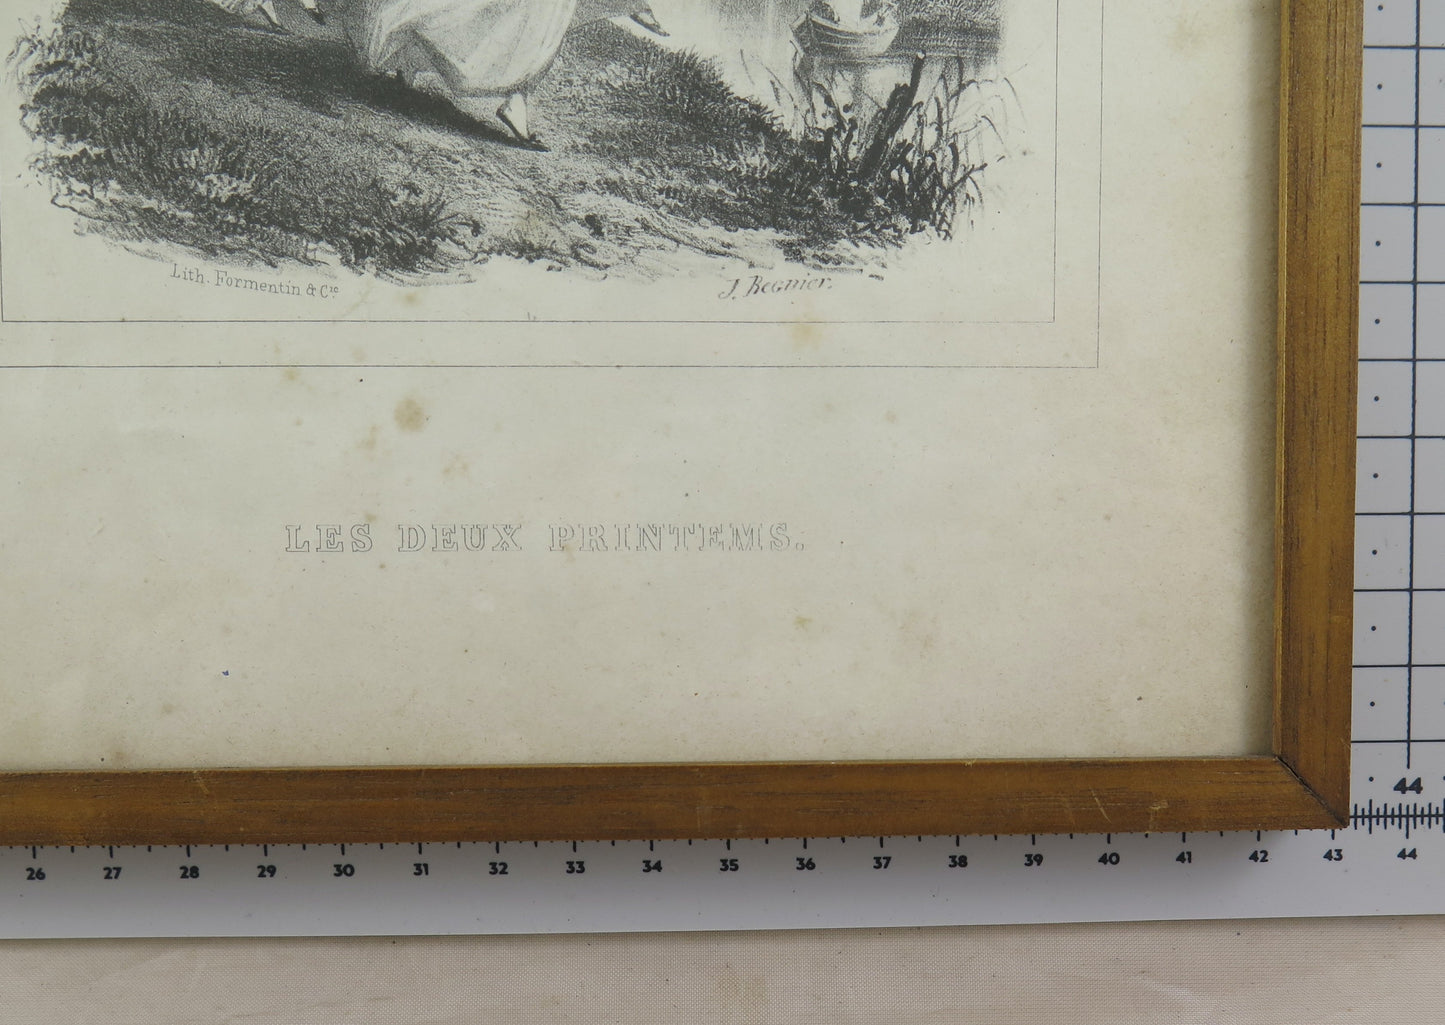 Lith. Formentin & Cie
J. Regnier.
LES DEUX PRINTEMS.
44
26 27 28 29 30 31 32 33 34 35 36 37 38 39 40 41 42 43 44